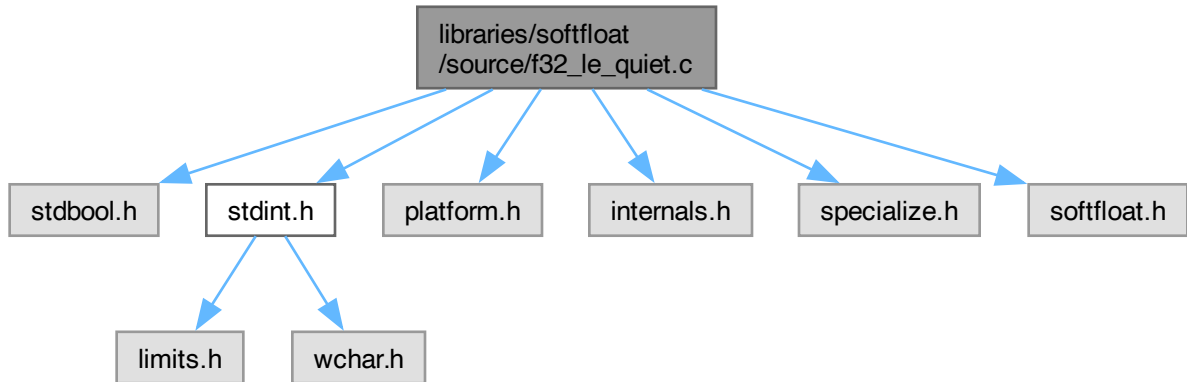 libraries/softfloat
/source/f32_le_quiet.c
stdbool.h
stdint.h
platform.h
internals.h
specialize.h
softfloat.h
limits.h
wchar.h